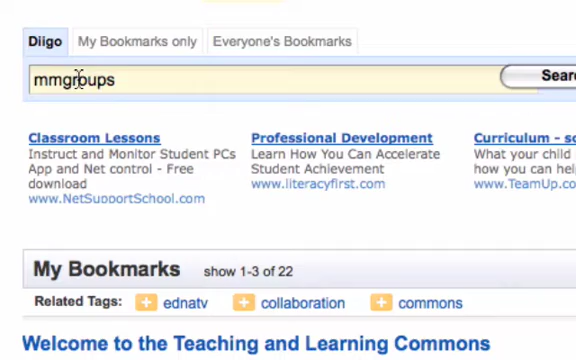 Diigo My Bookmarks only Everyone's Bookmarks
mmgroups
Classroom Lessons
Instruct and Monitor Student PCs
App and Net control - Free
download
www.NetSupportSchool.com
Professional Development
Learn How You Can Accelerate
Student Achievement
www.literacyfirst.com
Curriculum -
What your child
how you can
www.TeamUp.co
My Bookmarks show 1-3 of 22
Related Tags: ednatv collaboration commons
Welcome to the Teaching and Learning Commons